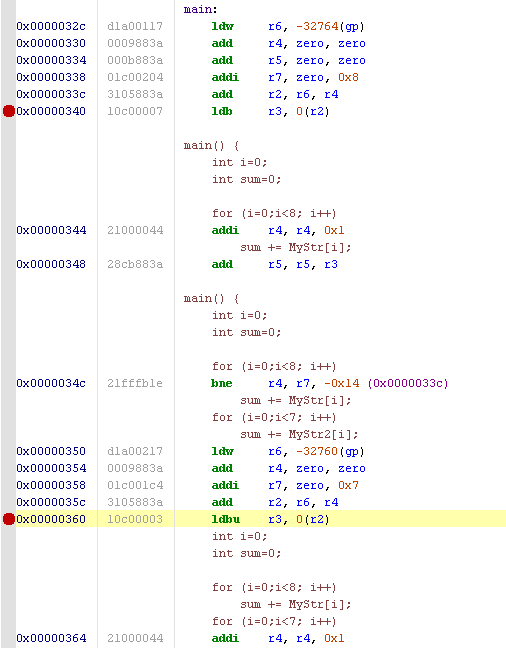 main:
0x0000032c d1a00117 ldw r6, -32764(gp)
0x00000330 0009883a add r4, zero, zero
0x00000334 000b883a add r5, zero, zero
0x00000338 01c00204 addi r7, zero, 0x8
0x0000033c 3105883a add r2, r6, r4
0x00000340 10c00007 ldb r3, 0(r2)
main() {
int i=0;
int sum=0;
for (i=0;i<8; i++)
0x00000344 21000044 addi r4, r4, 0x1
sum += MyStr[i];
0x00000348 28cb883a add r5, r5, r3
main() {
int i=0;
int sum=0;
for (i=0;i<8; i++)
0x0000034c 21fffb1e bne r4, r7, -0x14 (0x0000033c)
sum += MyStr[i];
for (i=0;i<7; i++)
sum += MyStr2[i];
0x00000350 d1a00217 ldw r6, -32760(gp)
0x00000354 0009883a add r4, zero, zero
0x00000358 01c001c4 addi r7, zero, 0x7
0x0000035c 3105883a add r2, r6, r4
0x00000360 10c00003 ldbu r3, 0(r2)
int i=0;
int sum=0;
for (i=0;i<8; i++)
sum += MyStr[i];
for (i=0;i<7; i++)
0x00000364 21000044 addi r4, r4, 0x1